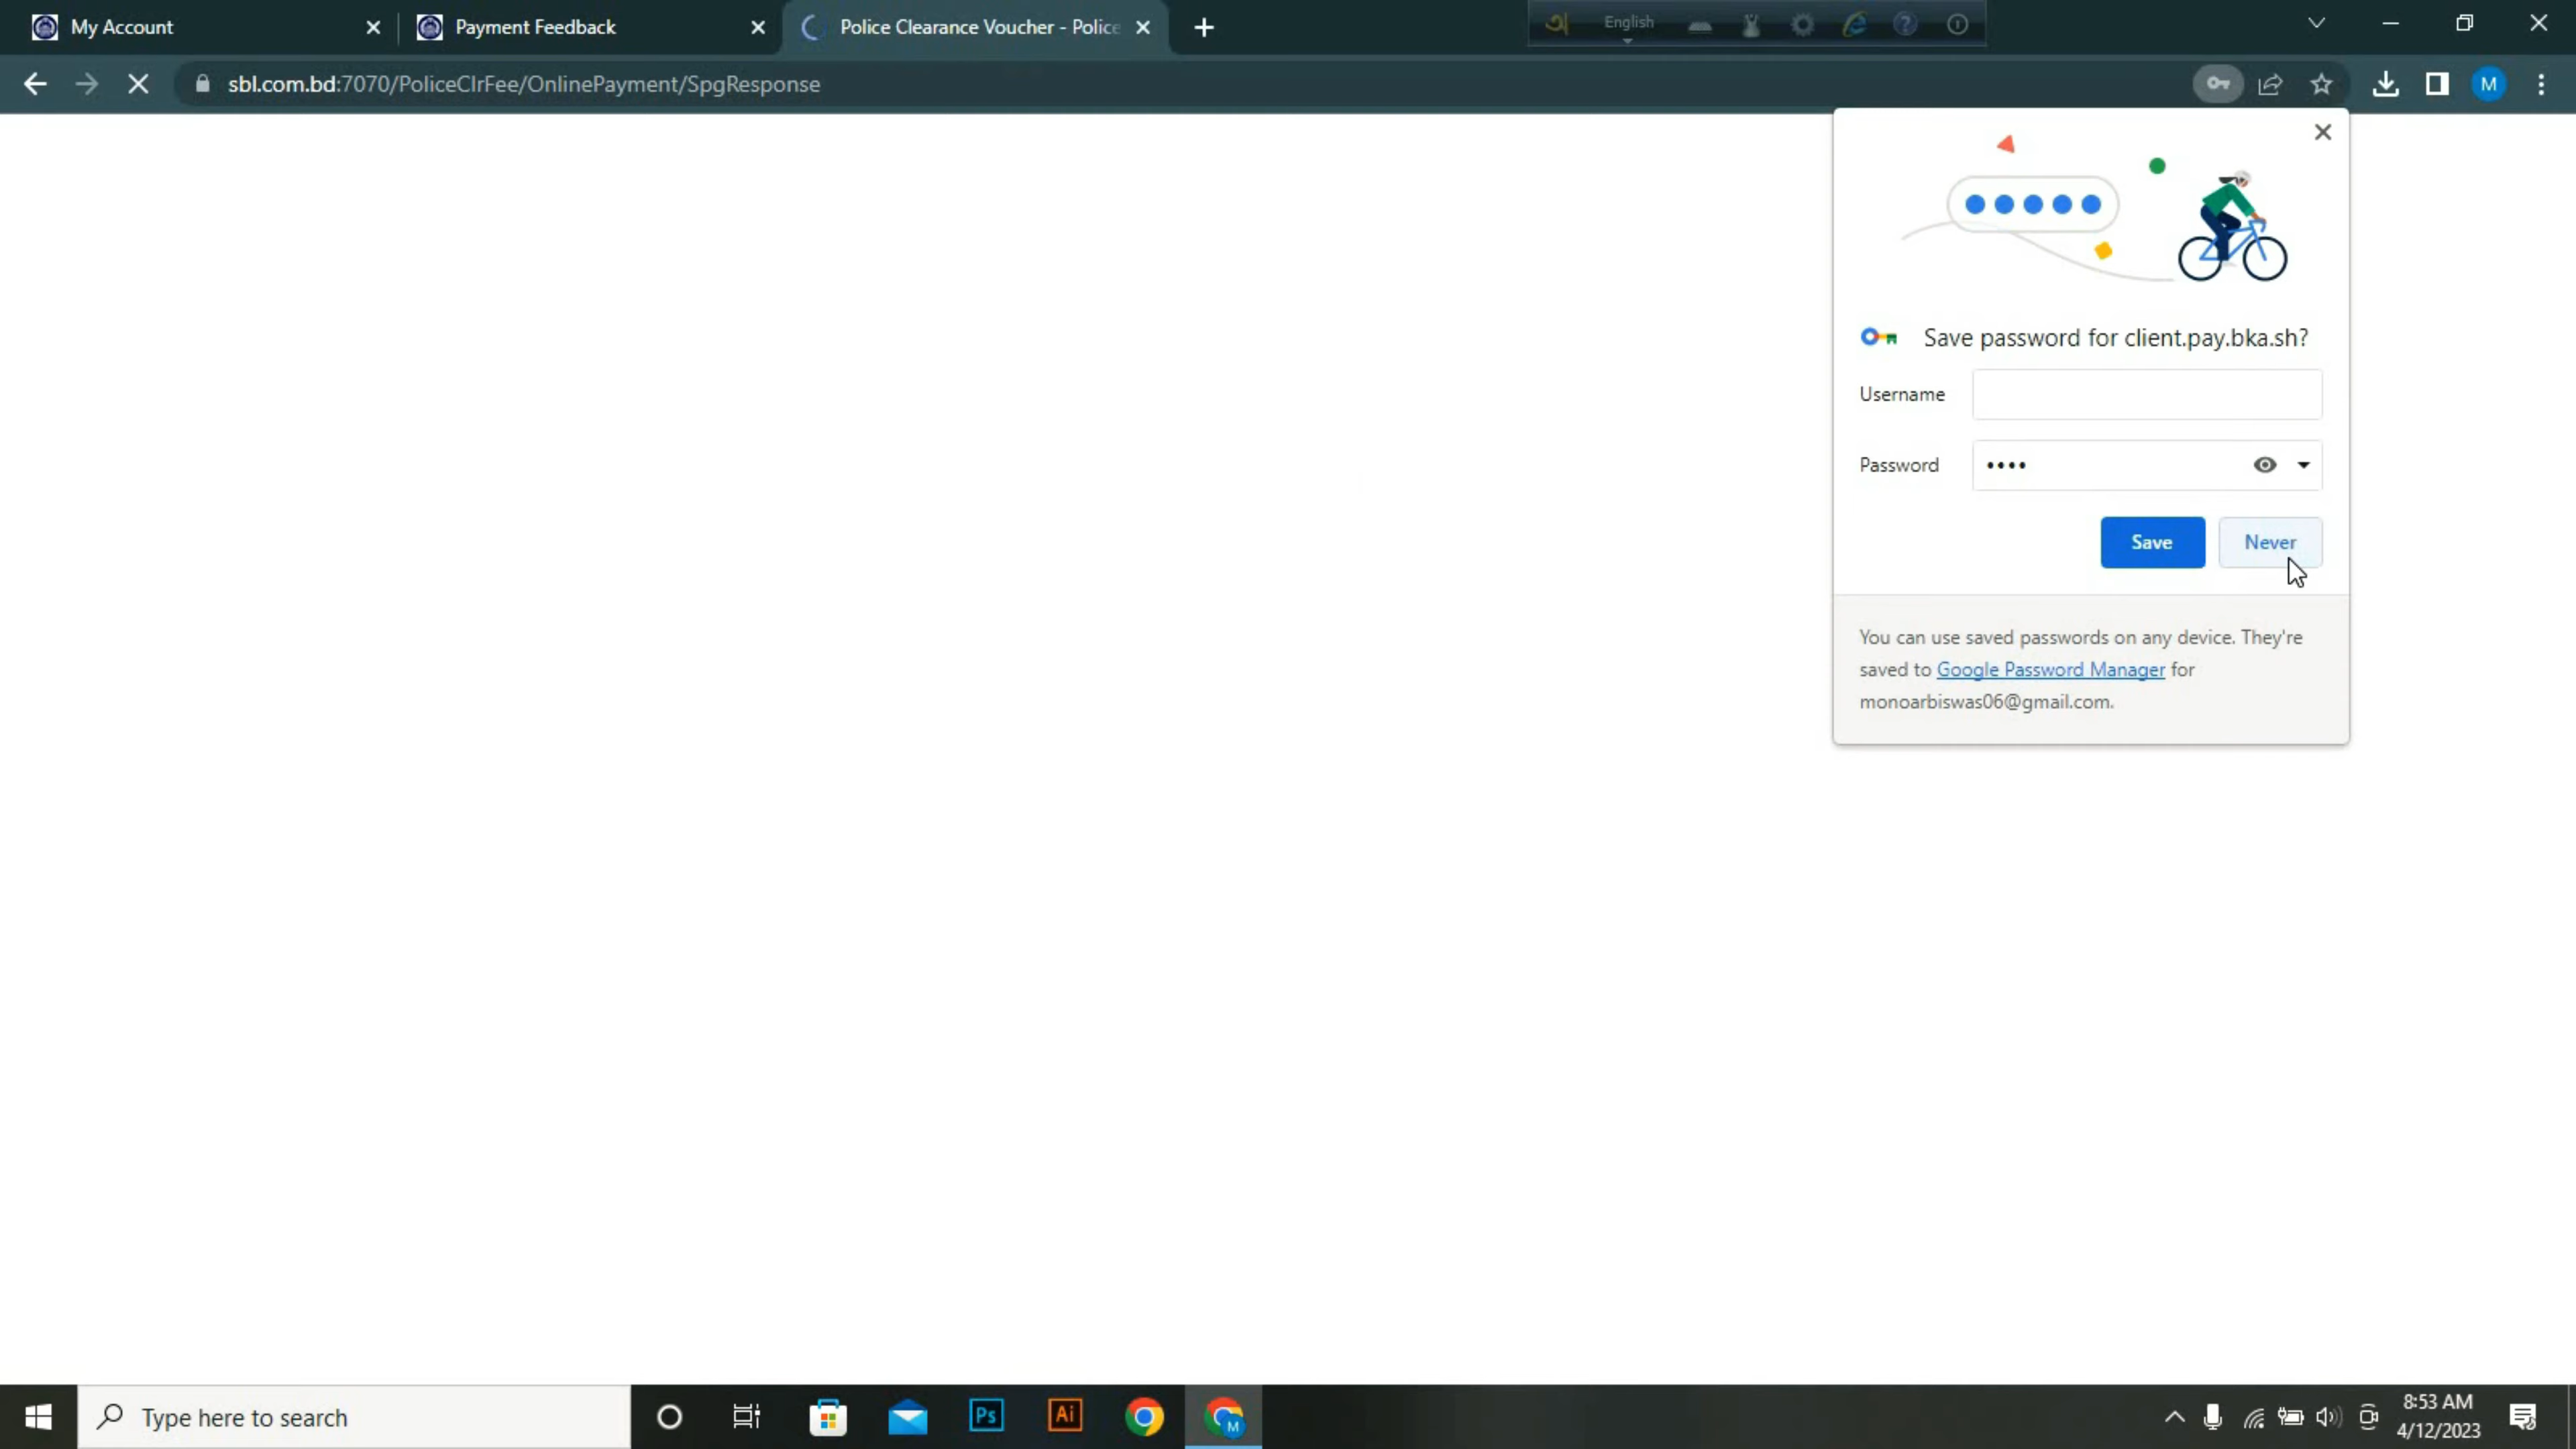 My Account
Payment Feedback
Police Clearance Voucher - Police
অ English
sbl.com.bd:7070/PoliceClrFee/OnlinePayment/SpgResponse
M
Save password for client.pay.bka.sh?
Username
Password ••••
Save Never
You can use saved passwords on any device. They're
saved to Google Password Manager for
monoarbiswas06@gmail.com.
Type here to search
Ps
Ai
M
8:53 AM
4/12/2023